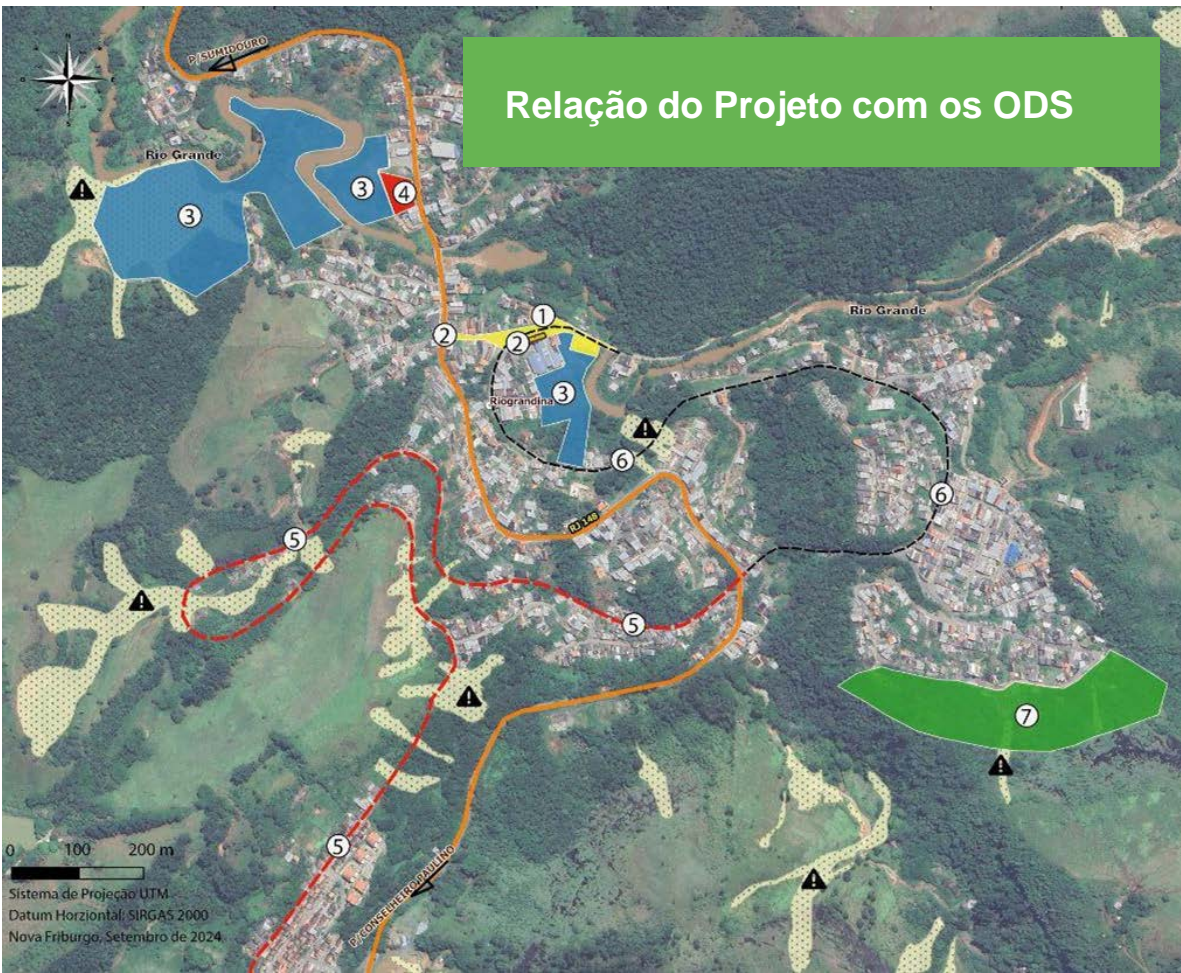 Relação do Projeto com os ODS
P/SUMIDOURO
N
Rio Grande
3
3
4
Rio Grande
1
2
2
3
Riograndina
6
6
RJ 148
5
5
7
5
P/CONSELHEIRO PAULINO
0 100 200 m
Sistema de Projeção UTM
Datum Horziontal: SIRGAS 2000
Nova Friburgo, Setembro de 2024